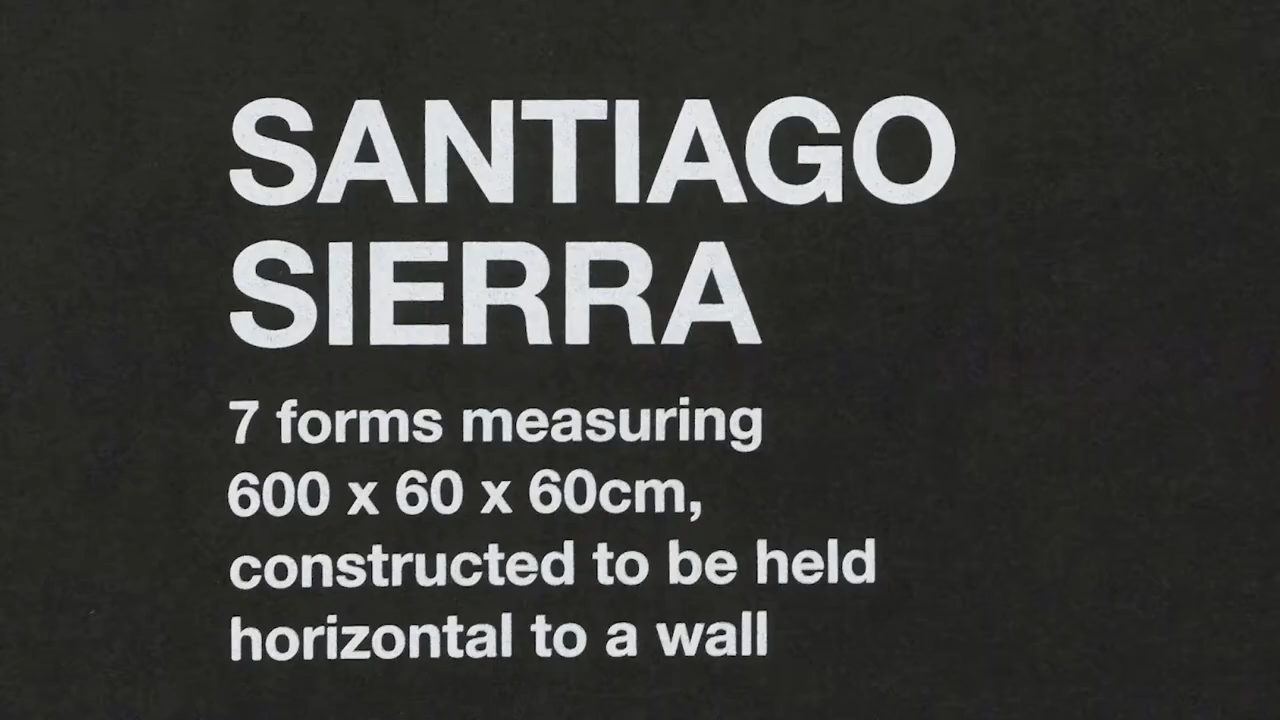 SANTIAGO
SIERRA
7 forms measuring
600 x 60 x 60cm,
constructed to be held
horizontal to a wall